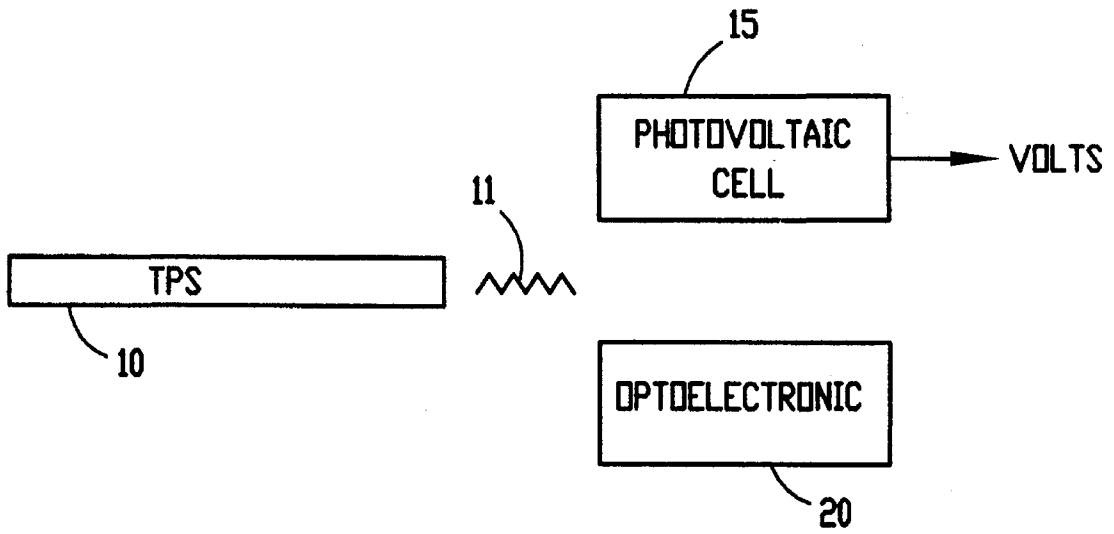 15
PHOTOVOLTAIC
CELL
VOLTS
11
TPS
10
OPTOELECTRONIC
20